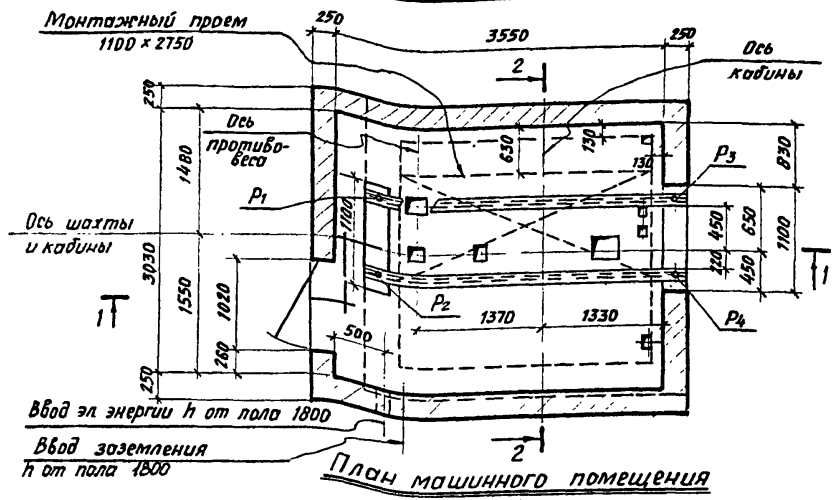 Монтажный проем
1100 × 2750
250
3550
250
Ось
кабины
2
250
Ось
противо-
веса
630
130
130
830
1480
P1
P3
1100
450
650
1100
Ось шахты
и кабины
3030
220
450
1
1
1550
1020
P2
P4
1370
1330
500
260
250
Ввод эл энергии h от пола 1800
Ввод заземления
h от пола 1800
2
План машинного помещения